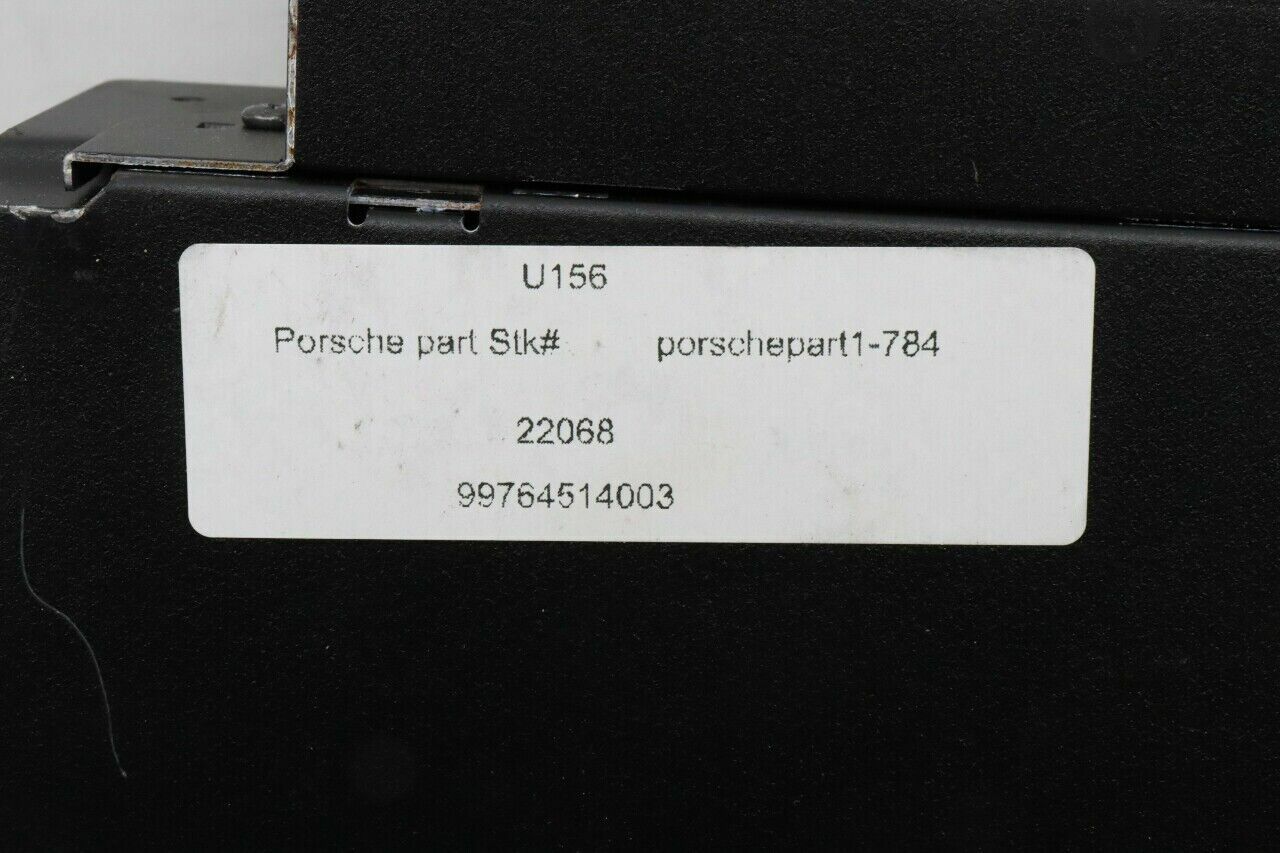 U156
Porsche part Stk# porschepart1-784
22068
99764514003